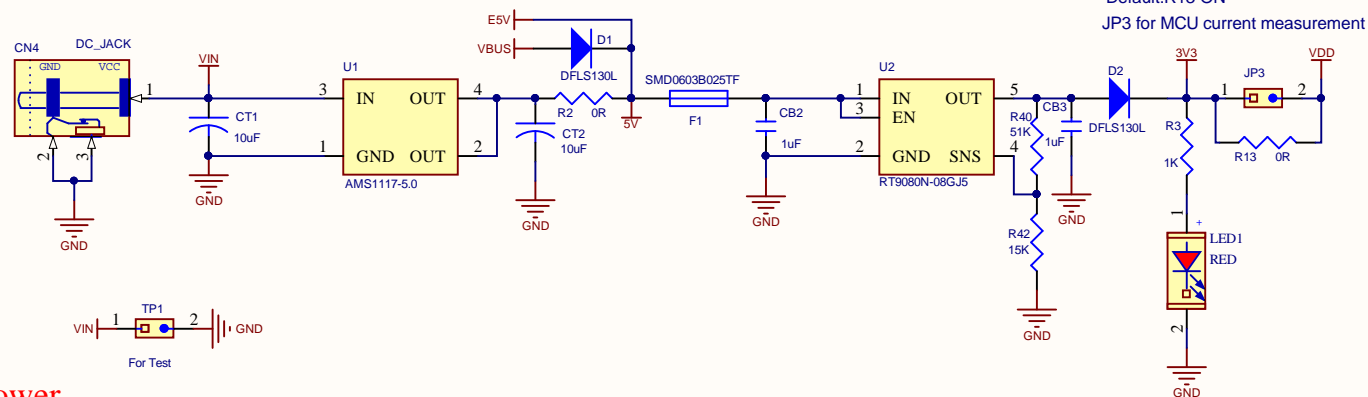 JP3 for MCU current measurement
E5V
VBUS
D1
DFLS130L
CN4
DC_JACK
GND
VCC
1
2
3
GND
VIN
CT1
10uF
GND
U1
3
IN
OUT
4
1
GND
OUT
2
AMS1117-5.0
CT2
10uF
GND
R2
0R
5V
SMD0603B025TF
F1
CB2
1uF
GND
U2
1
IN
OUT
5
3
EN
2
GND
SNS
4
RT9080N-08GJ5
R40
51K
CB3
1uF
GND
R42
15K
GND
D2
DFLS130L
3V3
VDD
JP3
1
2
R13
0R
R3
1K
1
+
LED1
RED
2
GND
TP1
VIN
1
2
GND
For Test